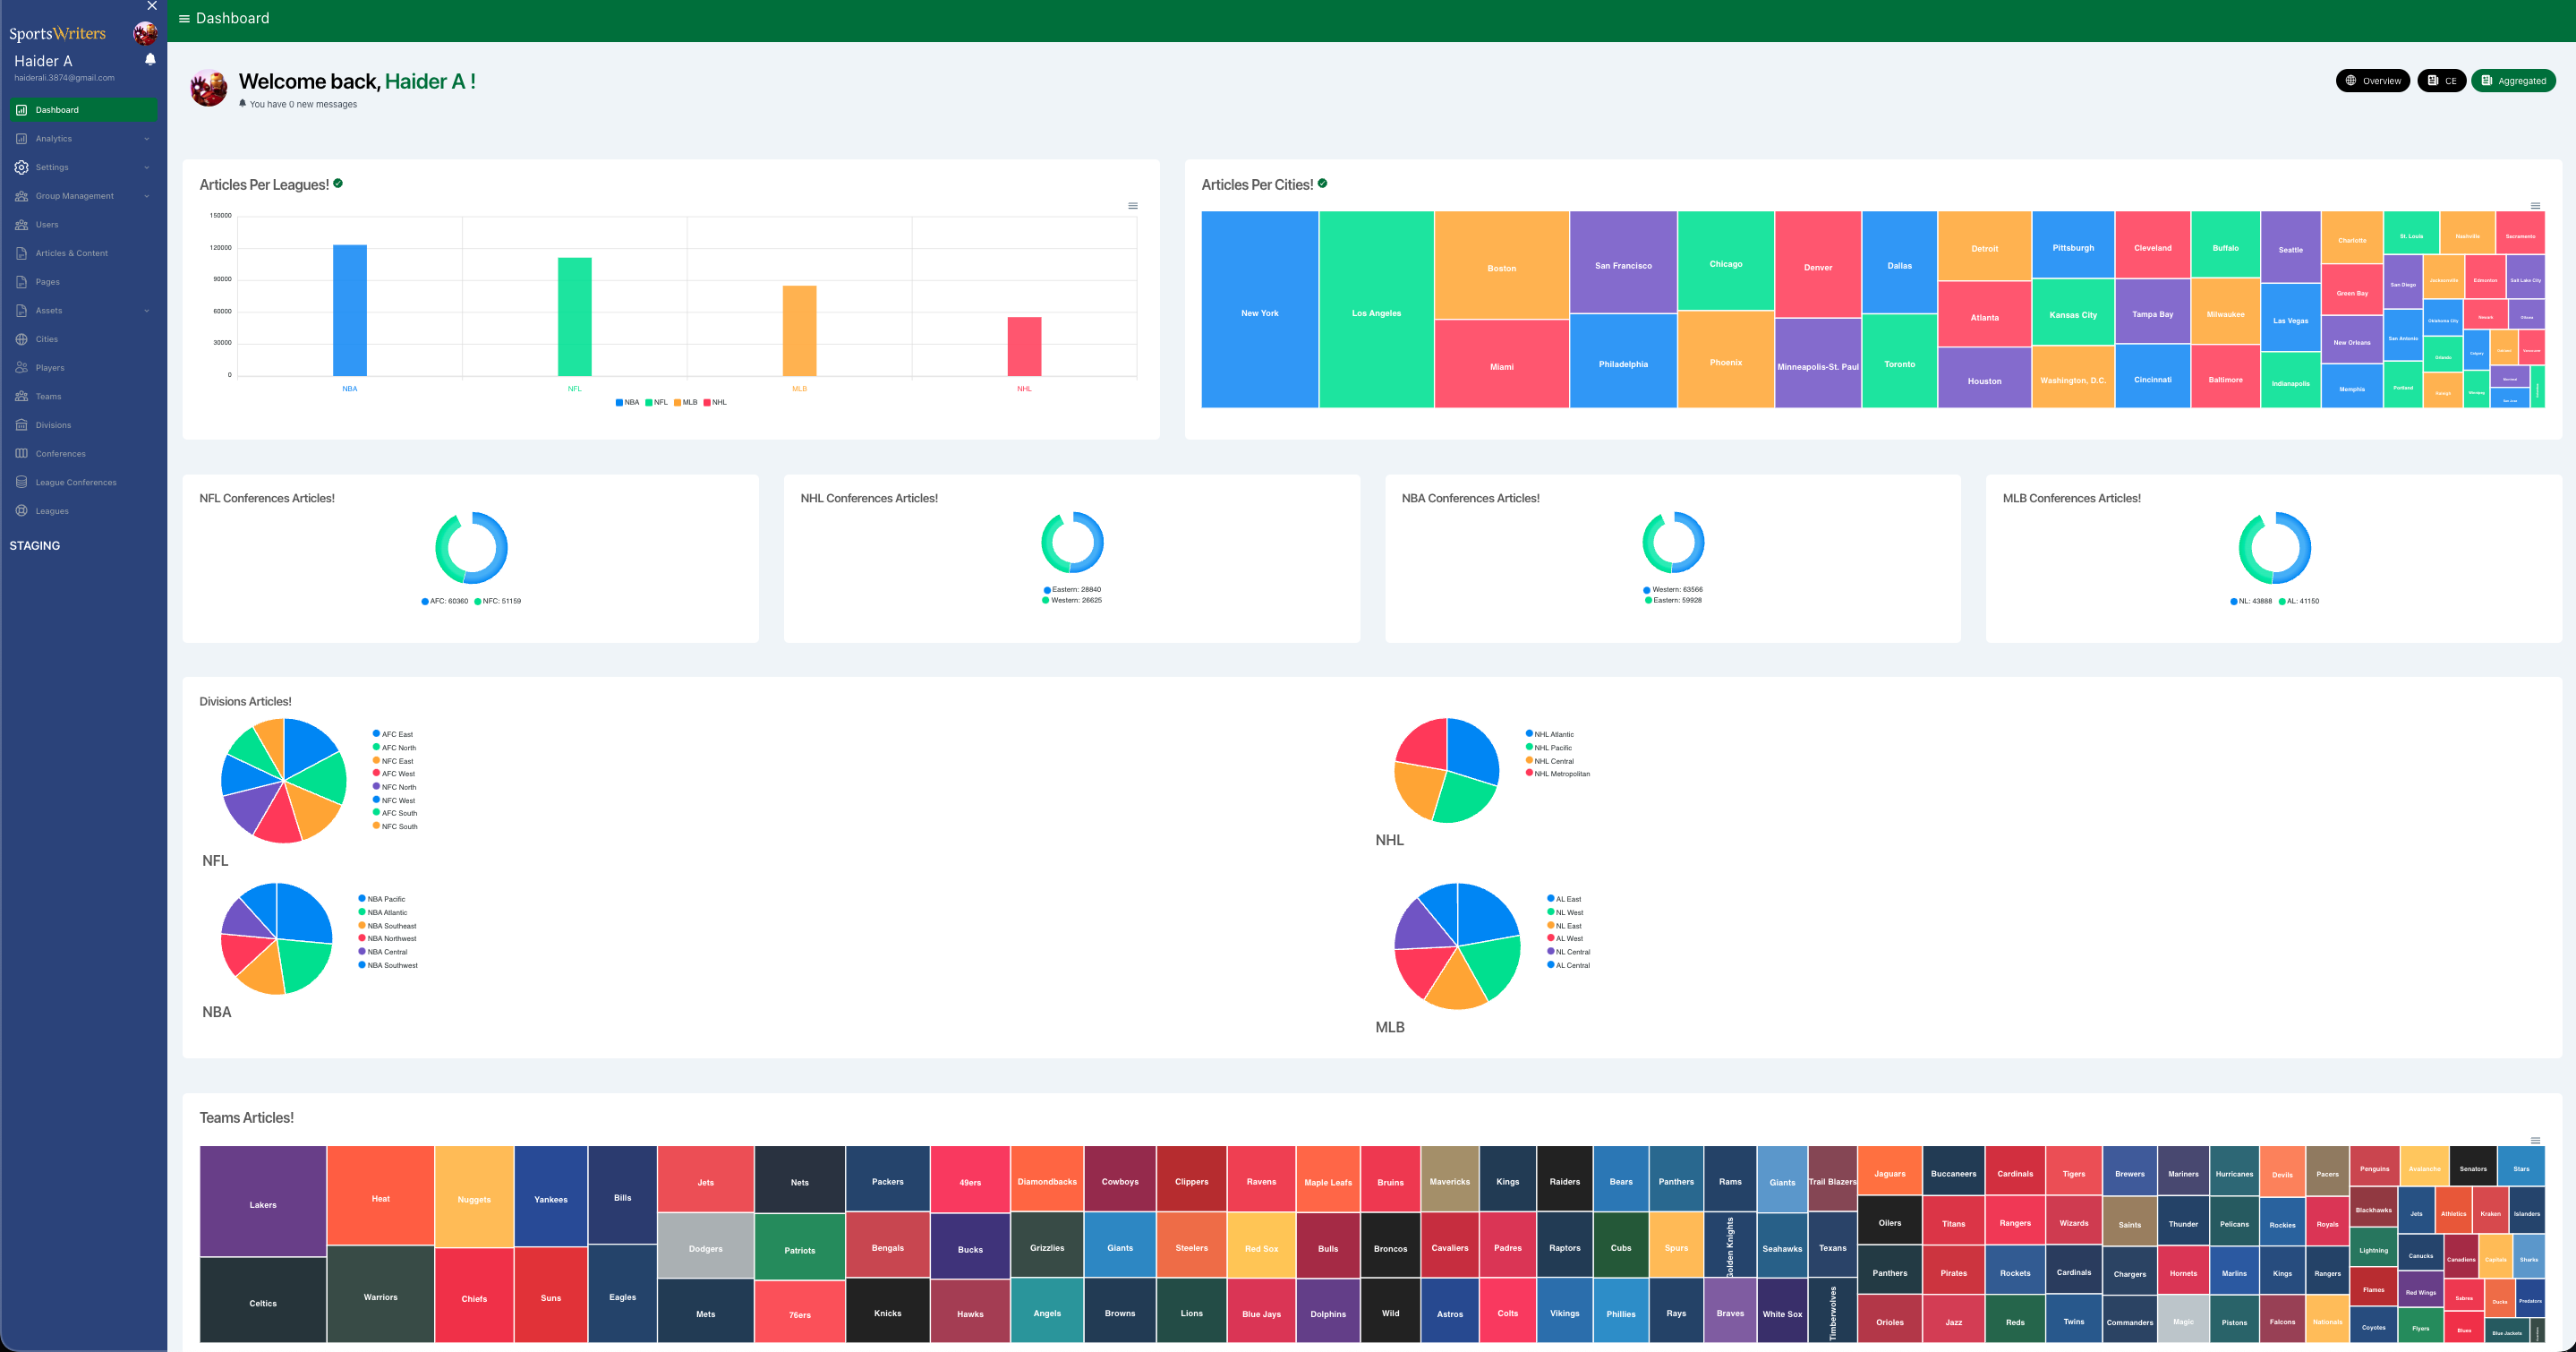 SportsWriters
Haider A
haiderali.3874@gmail.com
Dashboard
Analytics
Settings
Group Management
Users
Articles & Content
Pages
Assets
Cities
Players
Teams
Divisions
Conferences
League Conferences
Leagues
STAGING
Dashboard
Welcome back, Haider A !
You have 0 new messages
Overview
CE
Aggregated
Articles Per Leagues!
150000
120000
90000
60000
30000
0
NBA
NFL
MLB
NHL
NBA NFL MLB NHL
Articles Per Cities!
New York
Los Angeles
Boston
Miami
San Francisco
Philadelphia
Chicago
Phoenix
Denver
Minneapolis-St. Paul
Dallas
Toronto
Detroit
Atlanta
Houston
Pittsburgh
Kansas City
Washington, D.C.
Cleveland
Tampa Bay
Cincinnati
Buffalo
Milwaukee
Baltimore
Seattle
Las Vegas
Indianapolis
Charlotte
Green Bay
New Orleans
Memphis
St. Louis
Nashville
Sacramento
San Diego
San Antonio
Portland
Jacksonville
Edmonton
Salt Lake City
Oklahoma City
Orlando
NFL Conferences Articles!
AFC: 60360 NFC: 51159
NHL Conferences Articles!
Eastern: 28840
Western: 26625
NBA Conferences Articles!
Western: 63566
Eastern: 59928
MLB Conferences Articles!
NL: 43888 AL: 41150
Divisions Articles!
AFC East
AFC North
NFC East
AFC West
NFC North
NFC West
AFC South
NFC South
NFL
NHL Atlantic
NHL Pacific
NHL Central
NHL Metropolitan
NHL
NBA Pacific
NBA Atlantic
NBA Southeast
NBA Northwest
NBA Central
NBA Southwest
NBA
AL East
NL West
NL East
AL West
NL Central
AL Central
MLB
Teams Articles!
Lakers
Celtics
Heat
Warriors
Nuggets
Chiefs
Yankees
Suns
Bills
Eagles
Jets
Dodgers
Mets
Nets
Patriots
76ers
Packers
Bengals
Knicks
49ers
Bucks
Hawks
Diamondbacks
Grizzlies
Angels
Cowboys
Giants
Browns
Clippers
Steelers
Lions
Ravens
Red Sox
Blue Jays
Maple Leafs
Bulls
Dolphins
Bruins
Broncos
Wild
Mavericks
Cavaliers
Astros
Kings
Padres
Colts
Raiders
Raptors
Vikings
Bears
Cubs
Phillies
Panthers
Spurs
Rays
Rams
Golden Knights
Braves
Giants
Seahawks
White Sox
Trail Blazers
Texans
Timberwolves
Jaguars
Oilers
Panthers
Orioles
Buccaneers
Titans
Pirates
Jazz
Cardinals
Rangers
Rockets
Reds
Tigers
Wizards
Cardinals
Twins
Brewers
Saints
Chargers
Commanders
Mariners
Thunder
Hornets
Magic
Hurricanes
Pelicans
Marlins
Pistons
Devils
Rockies
Kings
Falcons
Pacers
Royals
Rangers
Nationals
Penguins
Avalanche
Senators
Stars
Blackhawks
Lightning
Flames
Coyotes
Jets
Athletics
Kraken
Islanders
Canucks
Red Wings
Flyers
Canadiens
Capitals
Sharks
Sabres
Blues
Ducks
Predators
Blue Jackets